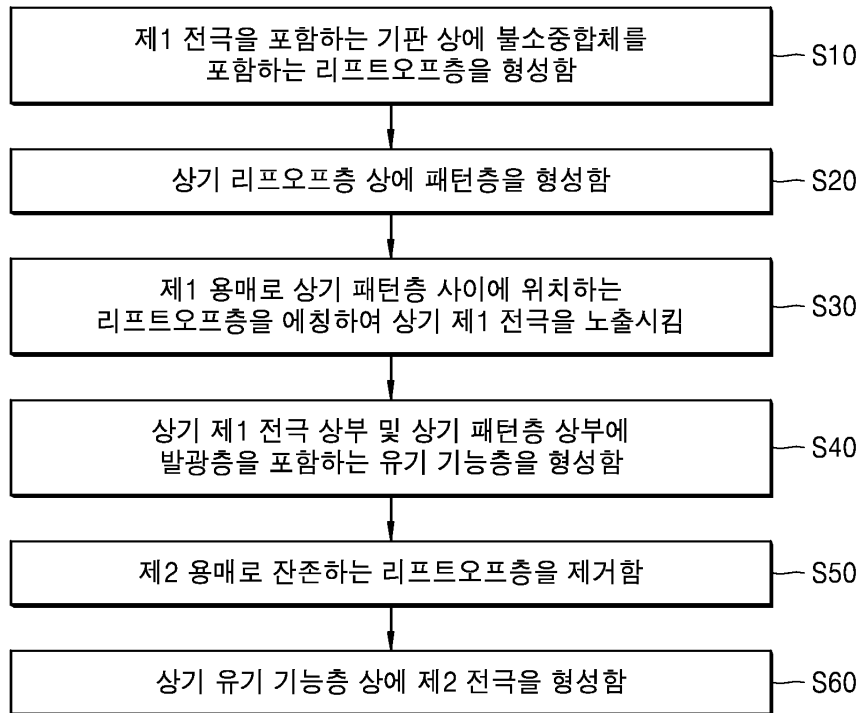 제1 전극을 포함하는 기판 상에 불소중합체를
포함하는 리프트오프층을 형성함
S10
상기 리프오프층 상에 패턴층을 형성함
S20
제1 용매로 상기 패턴층 사이에 위치하는
리프트오프층을 에칭하여 상기 제1 전극을 노출시킴
S30
상기 제1 전극 상부 및 상기 패턴층 상부에
발광층을 포함하는 유기 기능층을 형성함
S40
제2 용매로 잔존하는 리프트오프층을 제거함
S50
상기 유기 기능층 상에 제2 전극을 형성함
S60